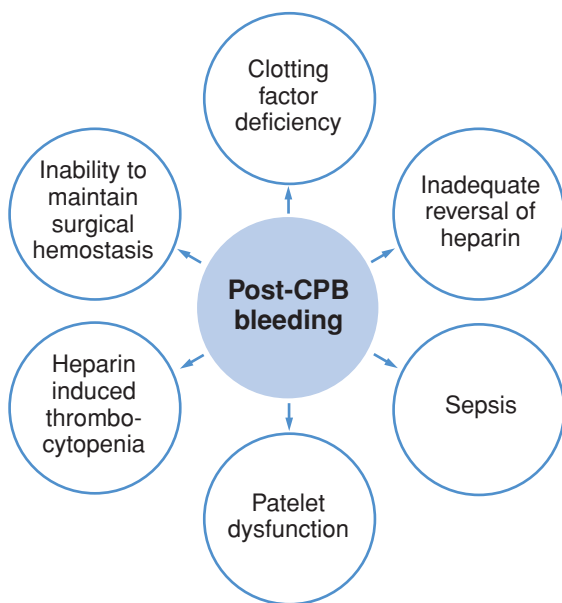 Clotting
factor
deficiency
Inability to
maintain
surgical
hemostasis
Inadequate
reversal of
heparin
Post-CPB
bleeding
Heparin
induced
thrombo-
cytopenia
Sepsis
Patelet
dysfunction